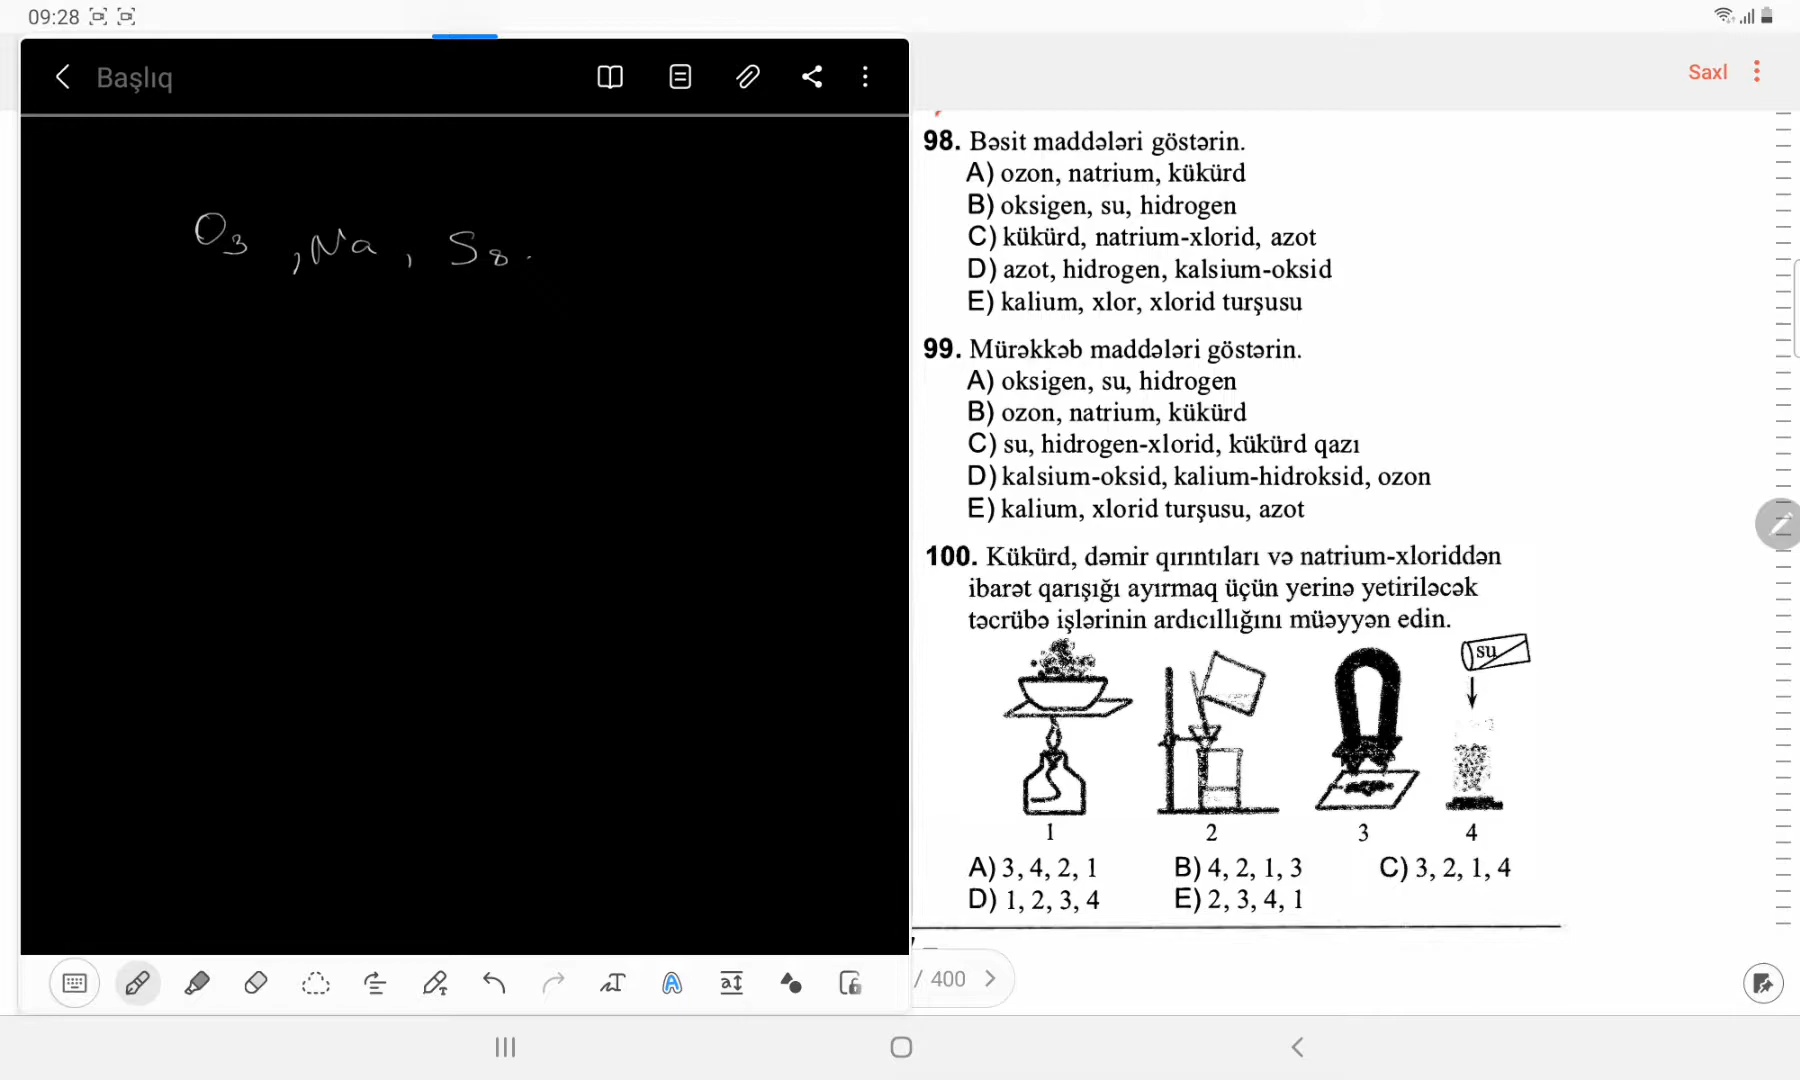 09:28
Başlıq
Saxl
O3 , Na , S8 .
98. Bəsit maddələri göstərin.
A) ozon, natrium, kükürd
B) oksigen, su, hidrogen
C) kükürd, natrium-xlorid, azot
D) azot, hidrogen, kalsium-oksid
E) kalium, xlor, xlorid turşusu
99. Mürəkkəb maddələri göstərin.
A) oksigen, su, hidrogen
B) ozon, natrium, kükürd
C) su, hidrogen-xlorid, kükürd qazı
D) kalsium-oksid, kalium-hidroksid, ozon
E) kalium, xlorid turşusu, azot
100. Kükürd, dəmir qırıntıları və natrium-xloriddən
ibarət qarışığı ayırmaq üçün yerinə yetiriləcək
təcrübə işlərinin ardıcıllığını müəyyən edin.
su
1 2 3 4
A) 3, 4, 2, 1 B) 4, 2, 1, 3 C) 3, 2, 1, 4
D) 1, 2, 3, 4 E) 2, 3, 4, 1
/ 400